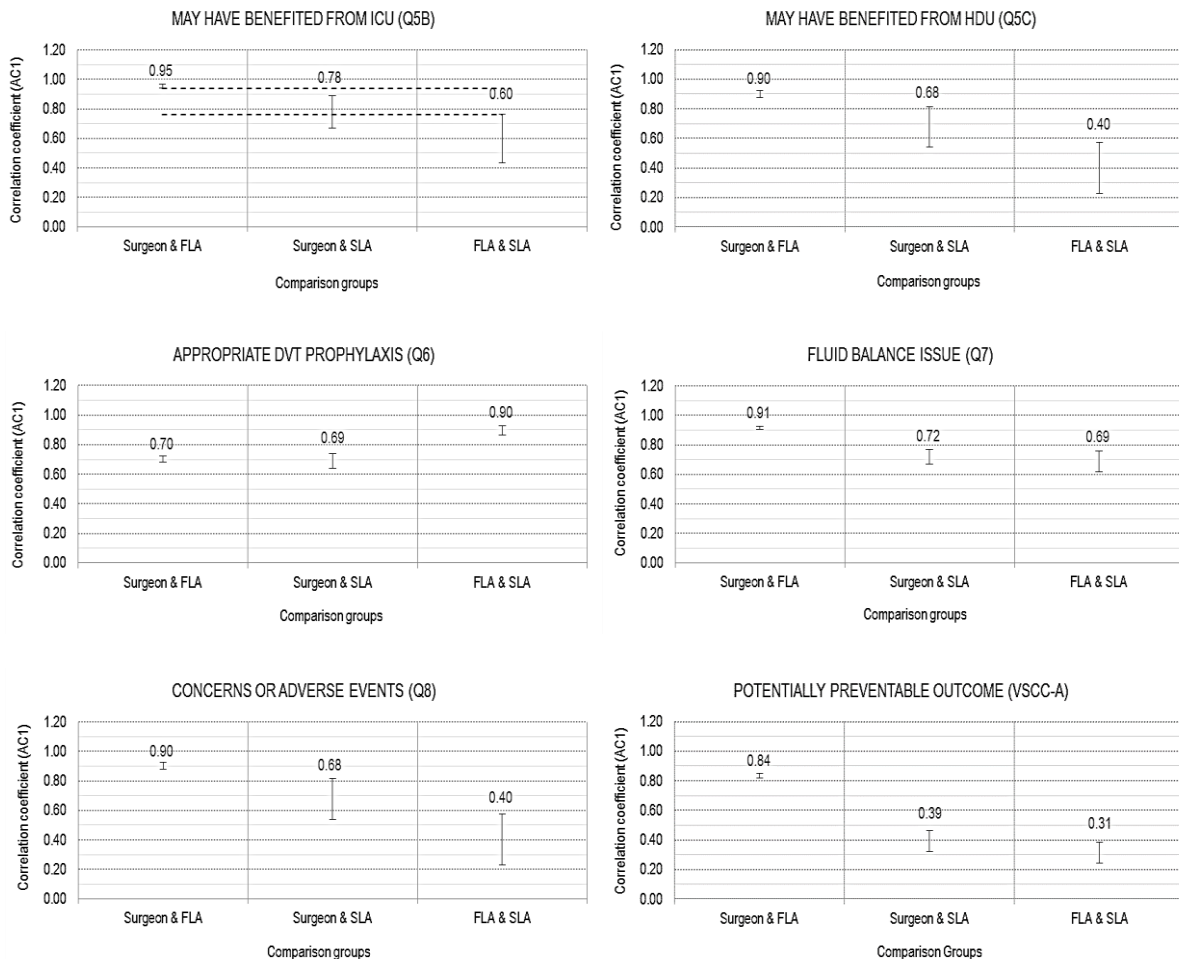 MAY HAVE BENEFITED FROM ICU (Q5B)
Correlation coefficient (AC1)
1.20
1.00
0.80
0.60
0.40
0.20
0.00
0.95
0.78
0.60
Surgeon & FLA
Surgeon & SLA
FLA & SLA
Comparison groups
MAY HAVE BENEFITED FROM HDU (Q5C)
Correlation coefficient (AC1)
1.20
1.00
0.80
0.60
0.40
0.20
0.00
0.90
0.68
0.40
Surgeon & FLA
Surgeon & SLA
FLA & SLA
Comparison groups
APPROPRIATE DVT PROPHYLAXIS (Q6)
Correlation coefficient (AC1)
1.20
1.00
0.80
0.60
0.40
0.20
0.00
0.70
0.69
0.90
Surgeon & FLA
Surgeon & SLA
FLA & SLA
Comparison groups
FLUID BALANCE ISSUE (Q7)
Correlation coefficient (AC1)
1.20
1.00
0.80
0.60
0.40
0.20
0.00
0.91
0.72
0.69
Surgeon & FLA
Surgeon & SLA
FLA & SLA
Comparison groups
CONCERNS OR ADVERSE EVENTS (Q8)
Correlation coefficient (AC1)
1.20
1.00
0.80
0.60
0.40
0.20
0.00
0.90
0.68
0.40
Surgeon & FLA
Surgeon & SLA
FLA & SLA
Comparison groups
POTENTIALLY PREVENTABLE OUTCOME (VSCC-A)
Correlation coefficient (AC1)
1.20
1.00
0.80
0.60
0.40
0.20
0.00
0.84
0.39
0.31
Surgeon & FLA
Surgeon & SLA
FLA & SLA
Comparison Groups